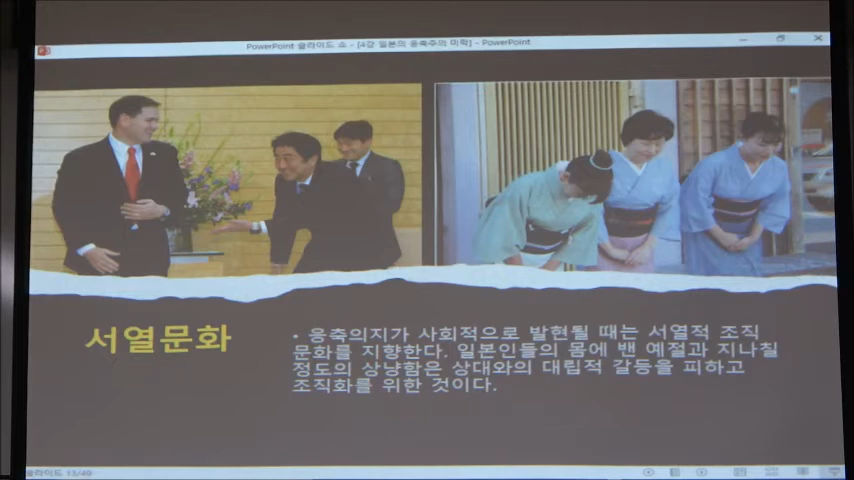 PowerPoint 슬라이드 쇼 - [4강 일본의 응축주의 미학] - PowerPoint
서열문화
• 응축의지가 사회적으로 발현될 때는 서열적 조직
문화를 지향한다. 일본인들의 몸에 밴 예절과 지나칠
정도의 상냥함은 상대와의 대립적 갈등을 피하고
조직화를 위한 것이다.
슬라이드 13/49